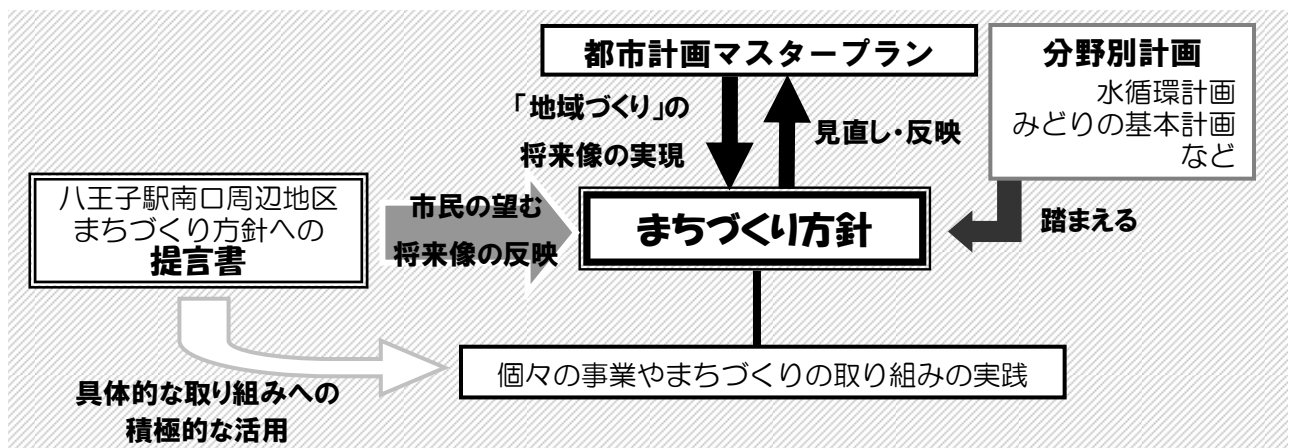 都市計画マスタープラン
分野別計画
水循環計画
みどりの基本計画
など
「地域づくり」の
将来像の実現
見直し・反映
八王子駅南口周辺地区
まちづくり方針への
提言書
市民の望む
将来像の反映
まちづくり方針
踏まえる
個々の事業やまちづくりの取り組みの実践
具体的な取り組みへの
積極的な活用